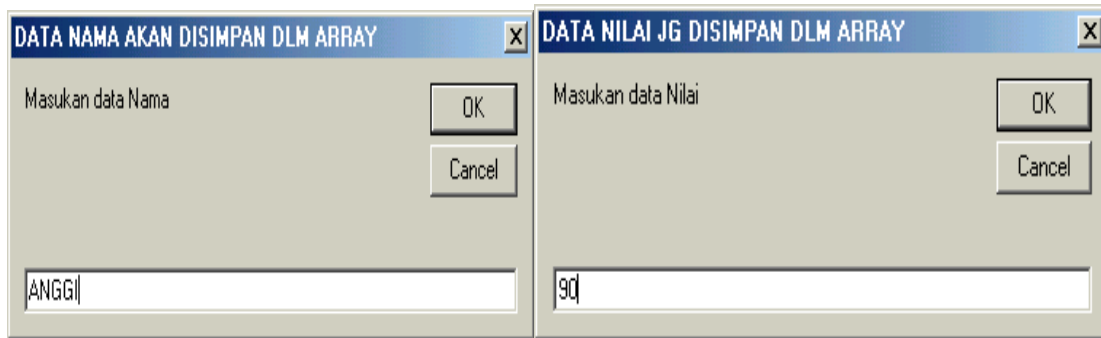 DATA NAMA AKAN DISIMPAN DLM ARRAY
Masukan data Nama
OK
Cancel
ANGGI
DATA NILAI JG DISIMPAN DLM ARRAY
Masukan data Nilai
OK
Cancel
90